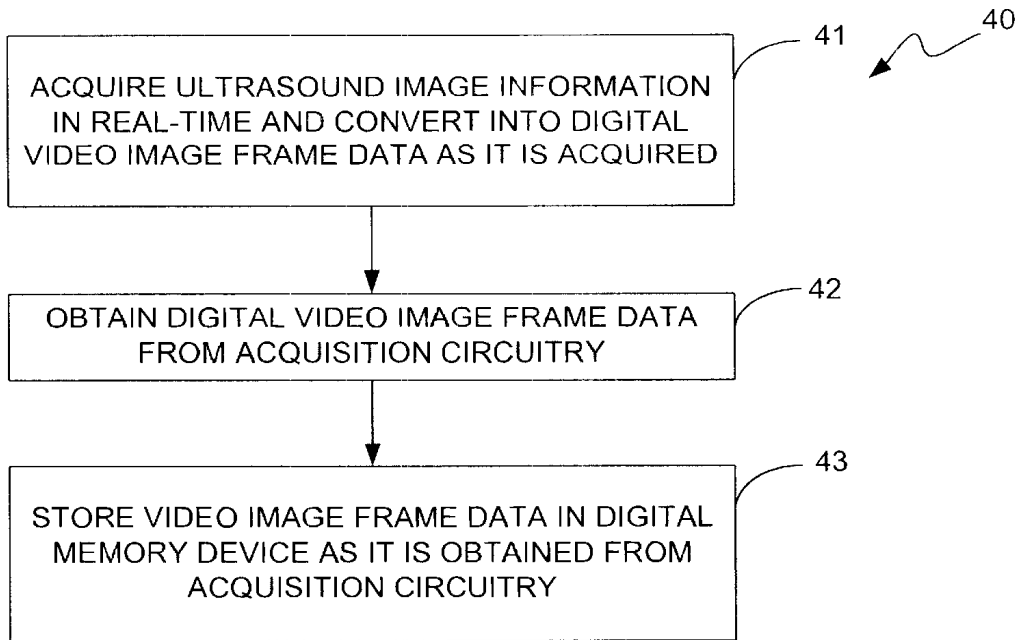 40
41
ACQUIRE ULTRASOUND IMAGE INFORMATION
IN REAL-TIME AND CONVERT INTO DIGITAL
VIDEO IMAGE FRAME DATA AS IT IS ACQUIRED
42
OBTAIN DIGITAL VIDEO IMAGE FRAME DATA
FROM ACQUISITION CIRCUITRY
43
STORE VIDEO IMAGE FRAME DATA IN DIGITAL
MEMORY DEVICE AS IT IS OBTAINED FROM
ACQUISITION CIRCUITRY